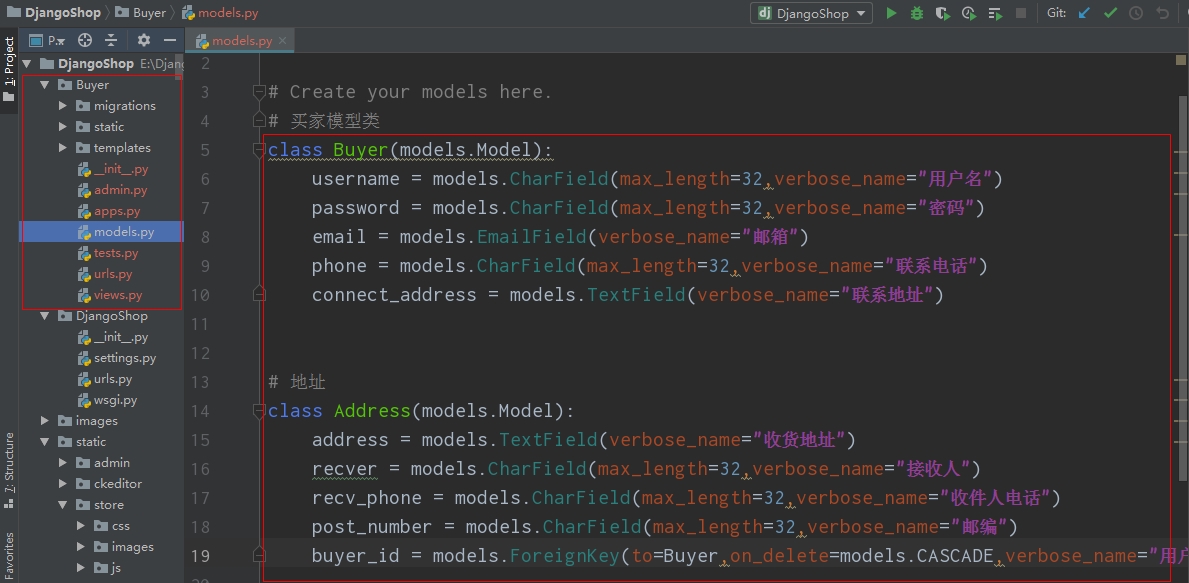 DjangoShop Buyer models.py DjangoShop Git:
1: Project
P.. models.py ×
DjangoShop E:\Djang
Buyer
migrations
static
templates
__init__.py
admin.py
apps.py
models.py
tests.py
urls.py
views.py
DjangoShop
__init__.py
settings.py
urls.py
wsgi.py
images
static
admin
ckeditor
store
css
images
js
7: Structure
Favorites
2
3 # Create your models here.
4 # 买家模型类
5 class Buyer(models.Model):
6 username = models.CharField(max_length=32,verbose_name="用户名")
7 password = models.CharField(max_length=32,verbose_name="密码")
8 email = models.EmailField(verbose_name="邮箱")
9 phone = models.CharField(max_length=32,verbose_name="联系电话")
10 connect_address = models.TextField(verbose_name="联系地址")
11
12
13 # 地址
14 class Address(models.Model):
15 address = models.TextField(verbose_name="收货地址")
16 recver = models.CharField(max_length=32,verbose_name="接收人")
17 recv_phone = models.CharField(max_length=32,verbose_name="收件人电话")
18 post_number = models.CharField(max_length=32,verbose_name="邮编")
19 buyer_id = models.ForeignKey(to=Buyer,on_delete=models.CASCADE,verbose_name="用户